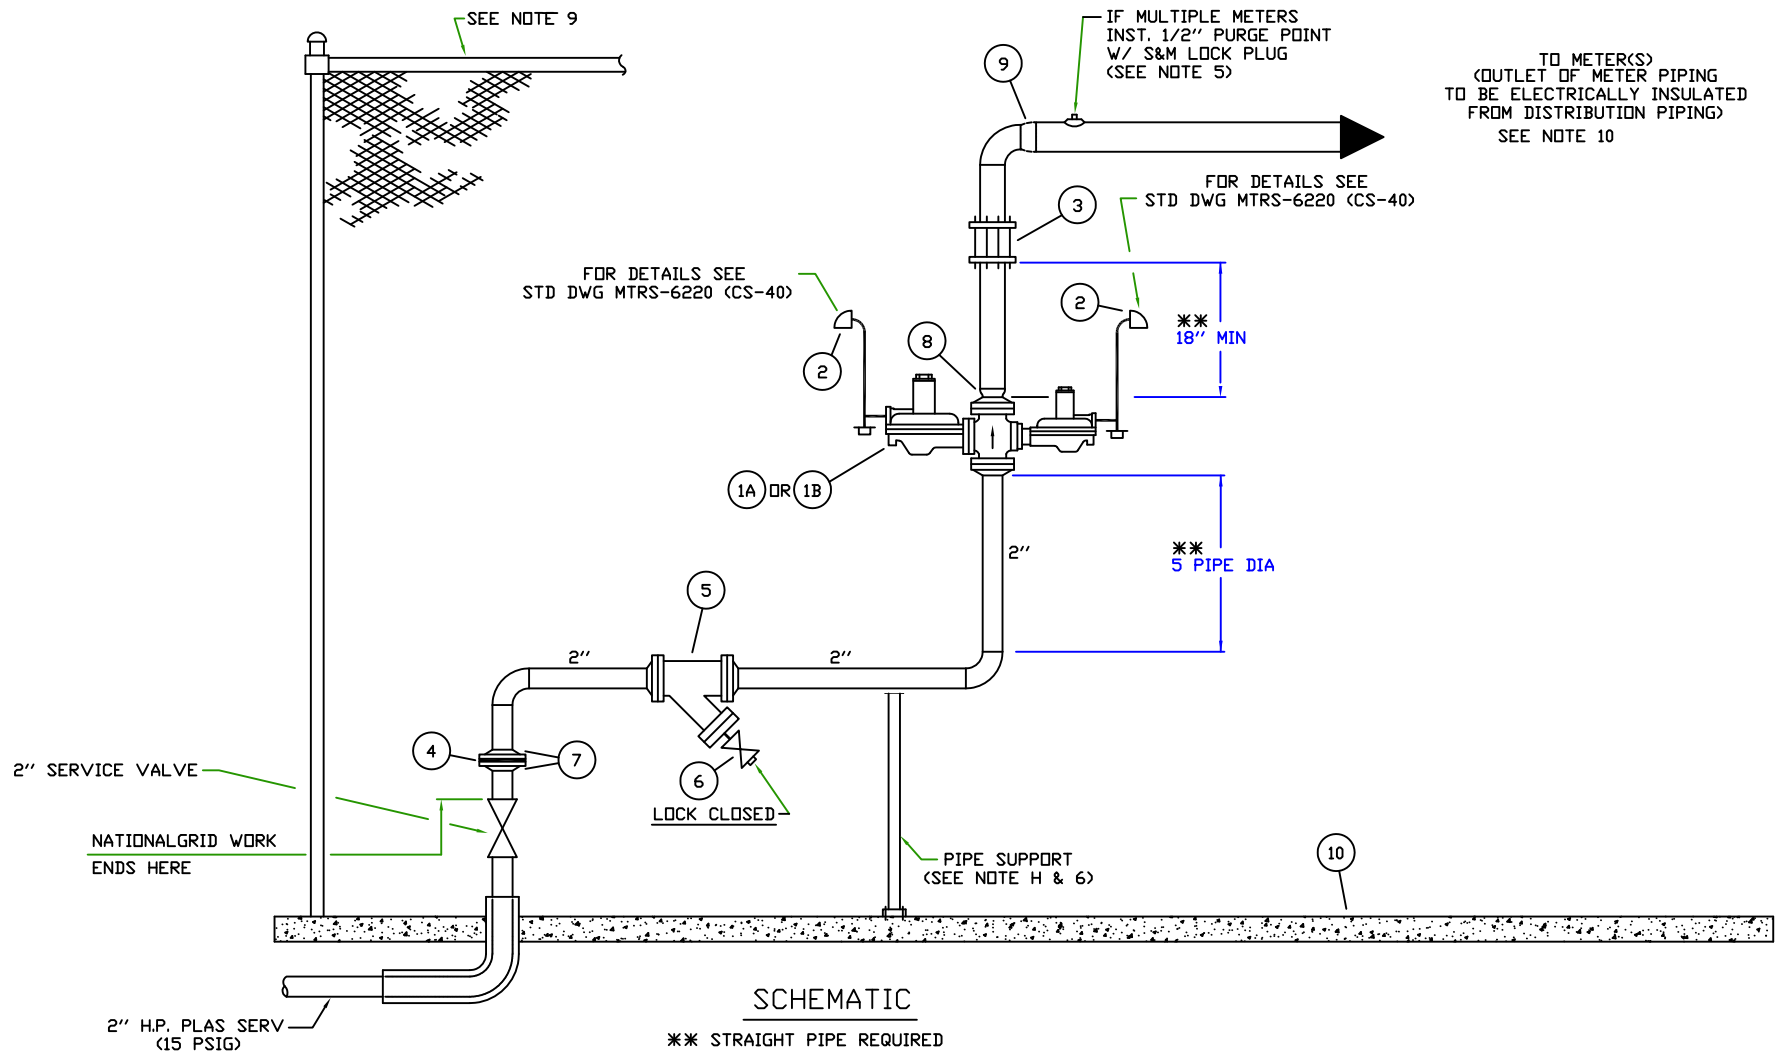 SEE NOTE 9
IF MULTIPLE METERS
INST. 1/2" PURGE POINT
W/ S&M LOCK PLUG
(SEE NOTE 5)
TO METER(S)
(OUTLET OF METER PIPING
TO BE ELECTRICALLY INSULATED
FROM DISTRIBUTION PIPING)
SEE NOTE 10
9
FOR DETAILS SEE
STD DWG MTRS-6220 (CS-40)
3
FOR DETAILS SEE
STD DWG MTRS-6220 (CS-40)
2
2
8
**
18" MIN
1A OR 1B
2"
**
5 PIPE DIA
5
2"
2"
4
7
6
LOCK CLOSED
2" SERVICE VALVE
NATIONALGRID WORK
ENDS HERE
PIPE SUPPORT
(SEE NOTE H & 6)
10
2" H.P. PLAS SERV
(15 PSIG)
SCHEMATIC
** STRAIGHT PIPE REQUIRED